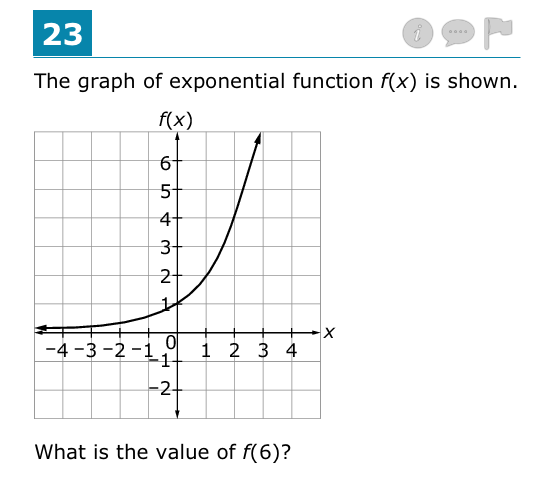 23
i
The graph of exponential function f(x) is shown.
f(x)
6
5
4
3
2
1
x
−4 −3 −2 −1 0 1 2 3 4
−1
−2
What is the value of f(6)?